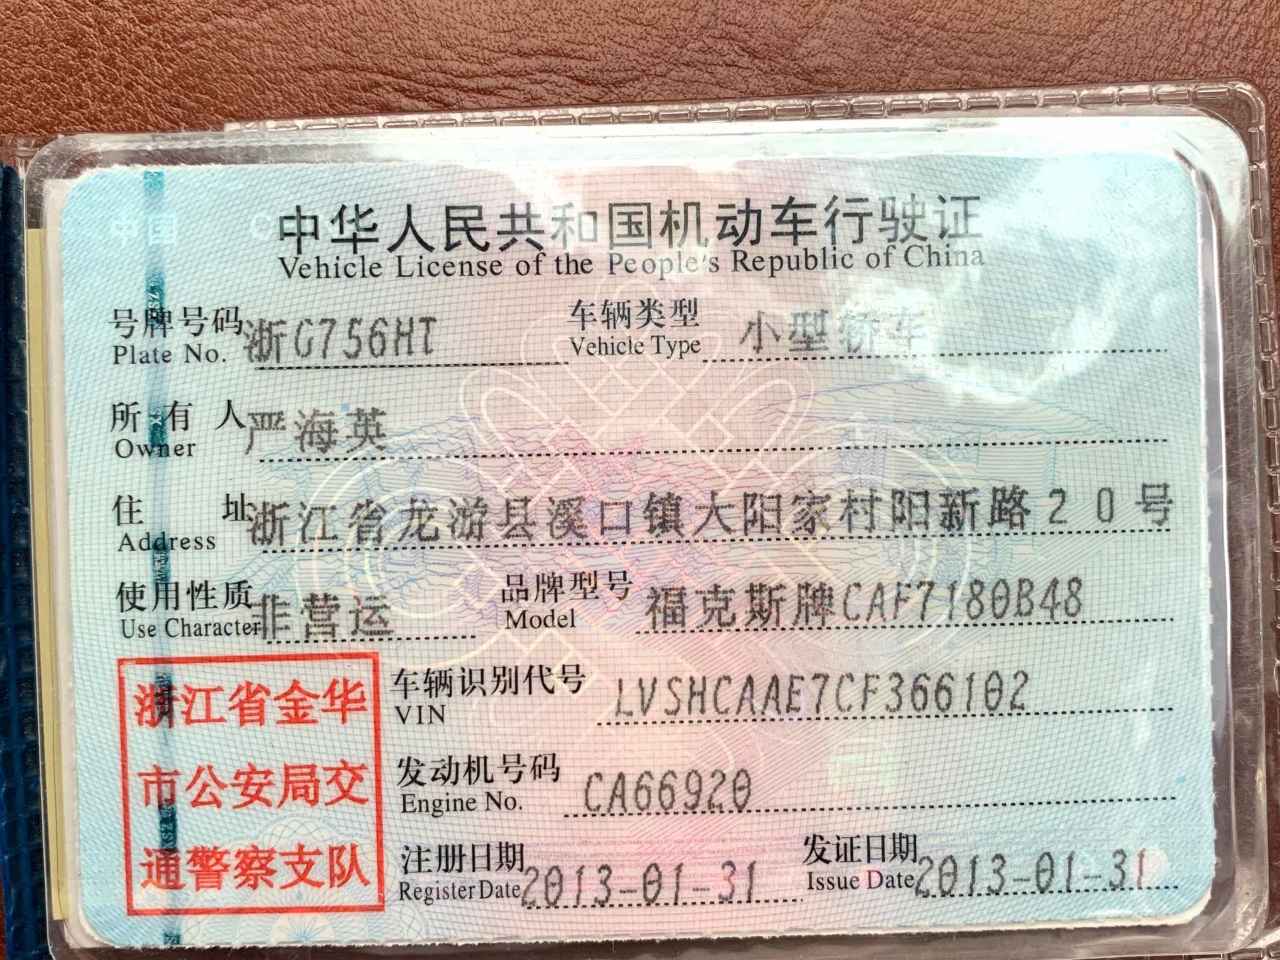 中华人民共和国机动车行驶证
Vehicle License of the People's Republic of China
号牌号码 浙G756HT 车辆类型 小型轿车
Plate No. Vehicle Type
所有人 严海英
Owner
住址 浙江省龙游县溪口镇大阳家村阳新路20号
Address
使用性质 非营运 品牌型号 福克斯牌CAF7180B48
Use Character Model
浙江省金华
市公安局交
通警察支队
车辆识别代号 LVSHCAAE7CF366102
VIN
发动机号码 CA66920
Engine No.
注册日期 2013-01-31 发证日期 2013-01-31
Register Date Issue Date